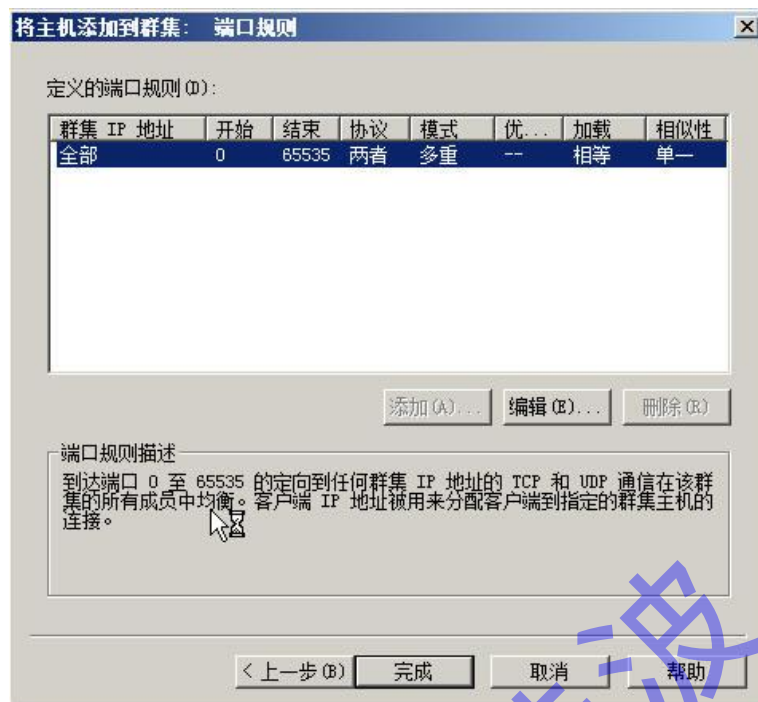 将主机添加到群集： 端口规则
定义的端口规则(D):
群集 IP 地址 开始 结束 协议 模式 优... 加载 相似性
全部 0 65535 两者 多重 -- 相等 单一
添加(A)... 编辑(E)... 删除(R)
端口规则描述
到达端口 0 至 65535 的定向到任何群集 IP 地址的 TCP 和 UDP 通信在该群
集的所有成员中均衡。客户端 IP 地址被用来分配客户端到指定的群集主机的
连接。
< 上一步(B) 完成 取消 帮助
波